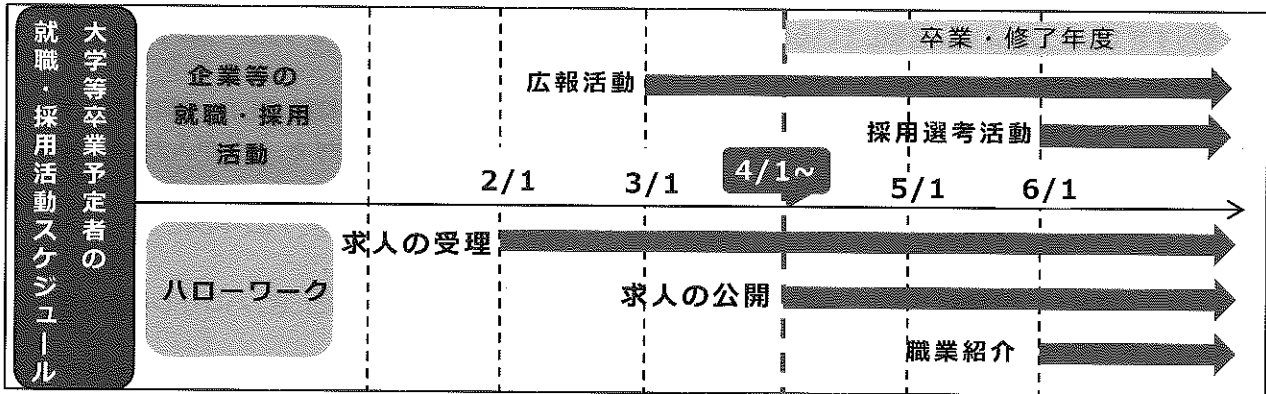 大学等卒業予定者の
就職・採用活動スケジュール
企業等の
就職・採用
活動
卒業・修了年度
広報活動
採用選考活動
2/1
3/1
4/1~
5/1
6/1
ハローワーク
求人の受理
求人の公開
職業紹介